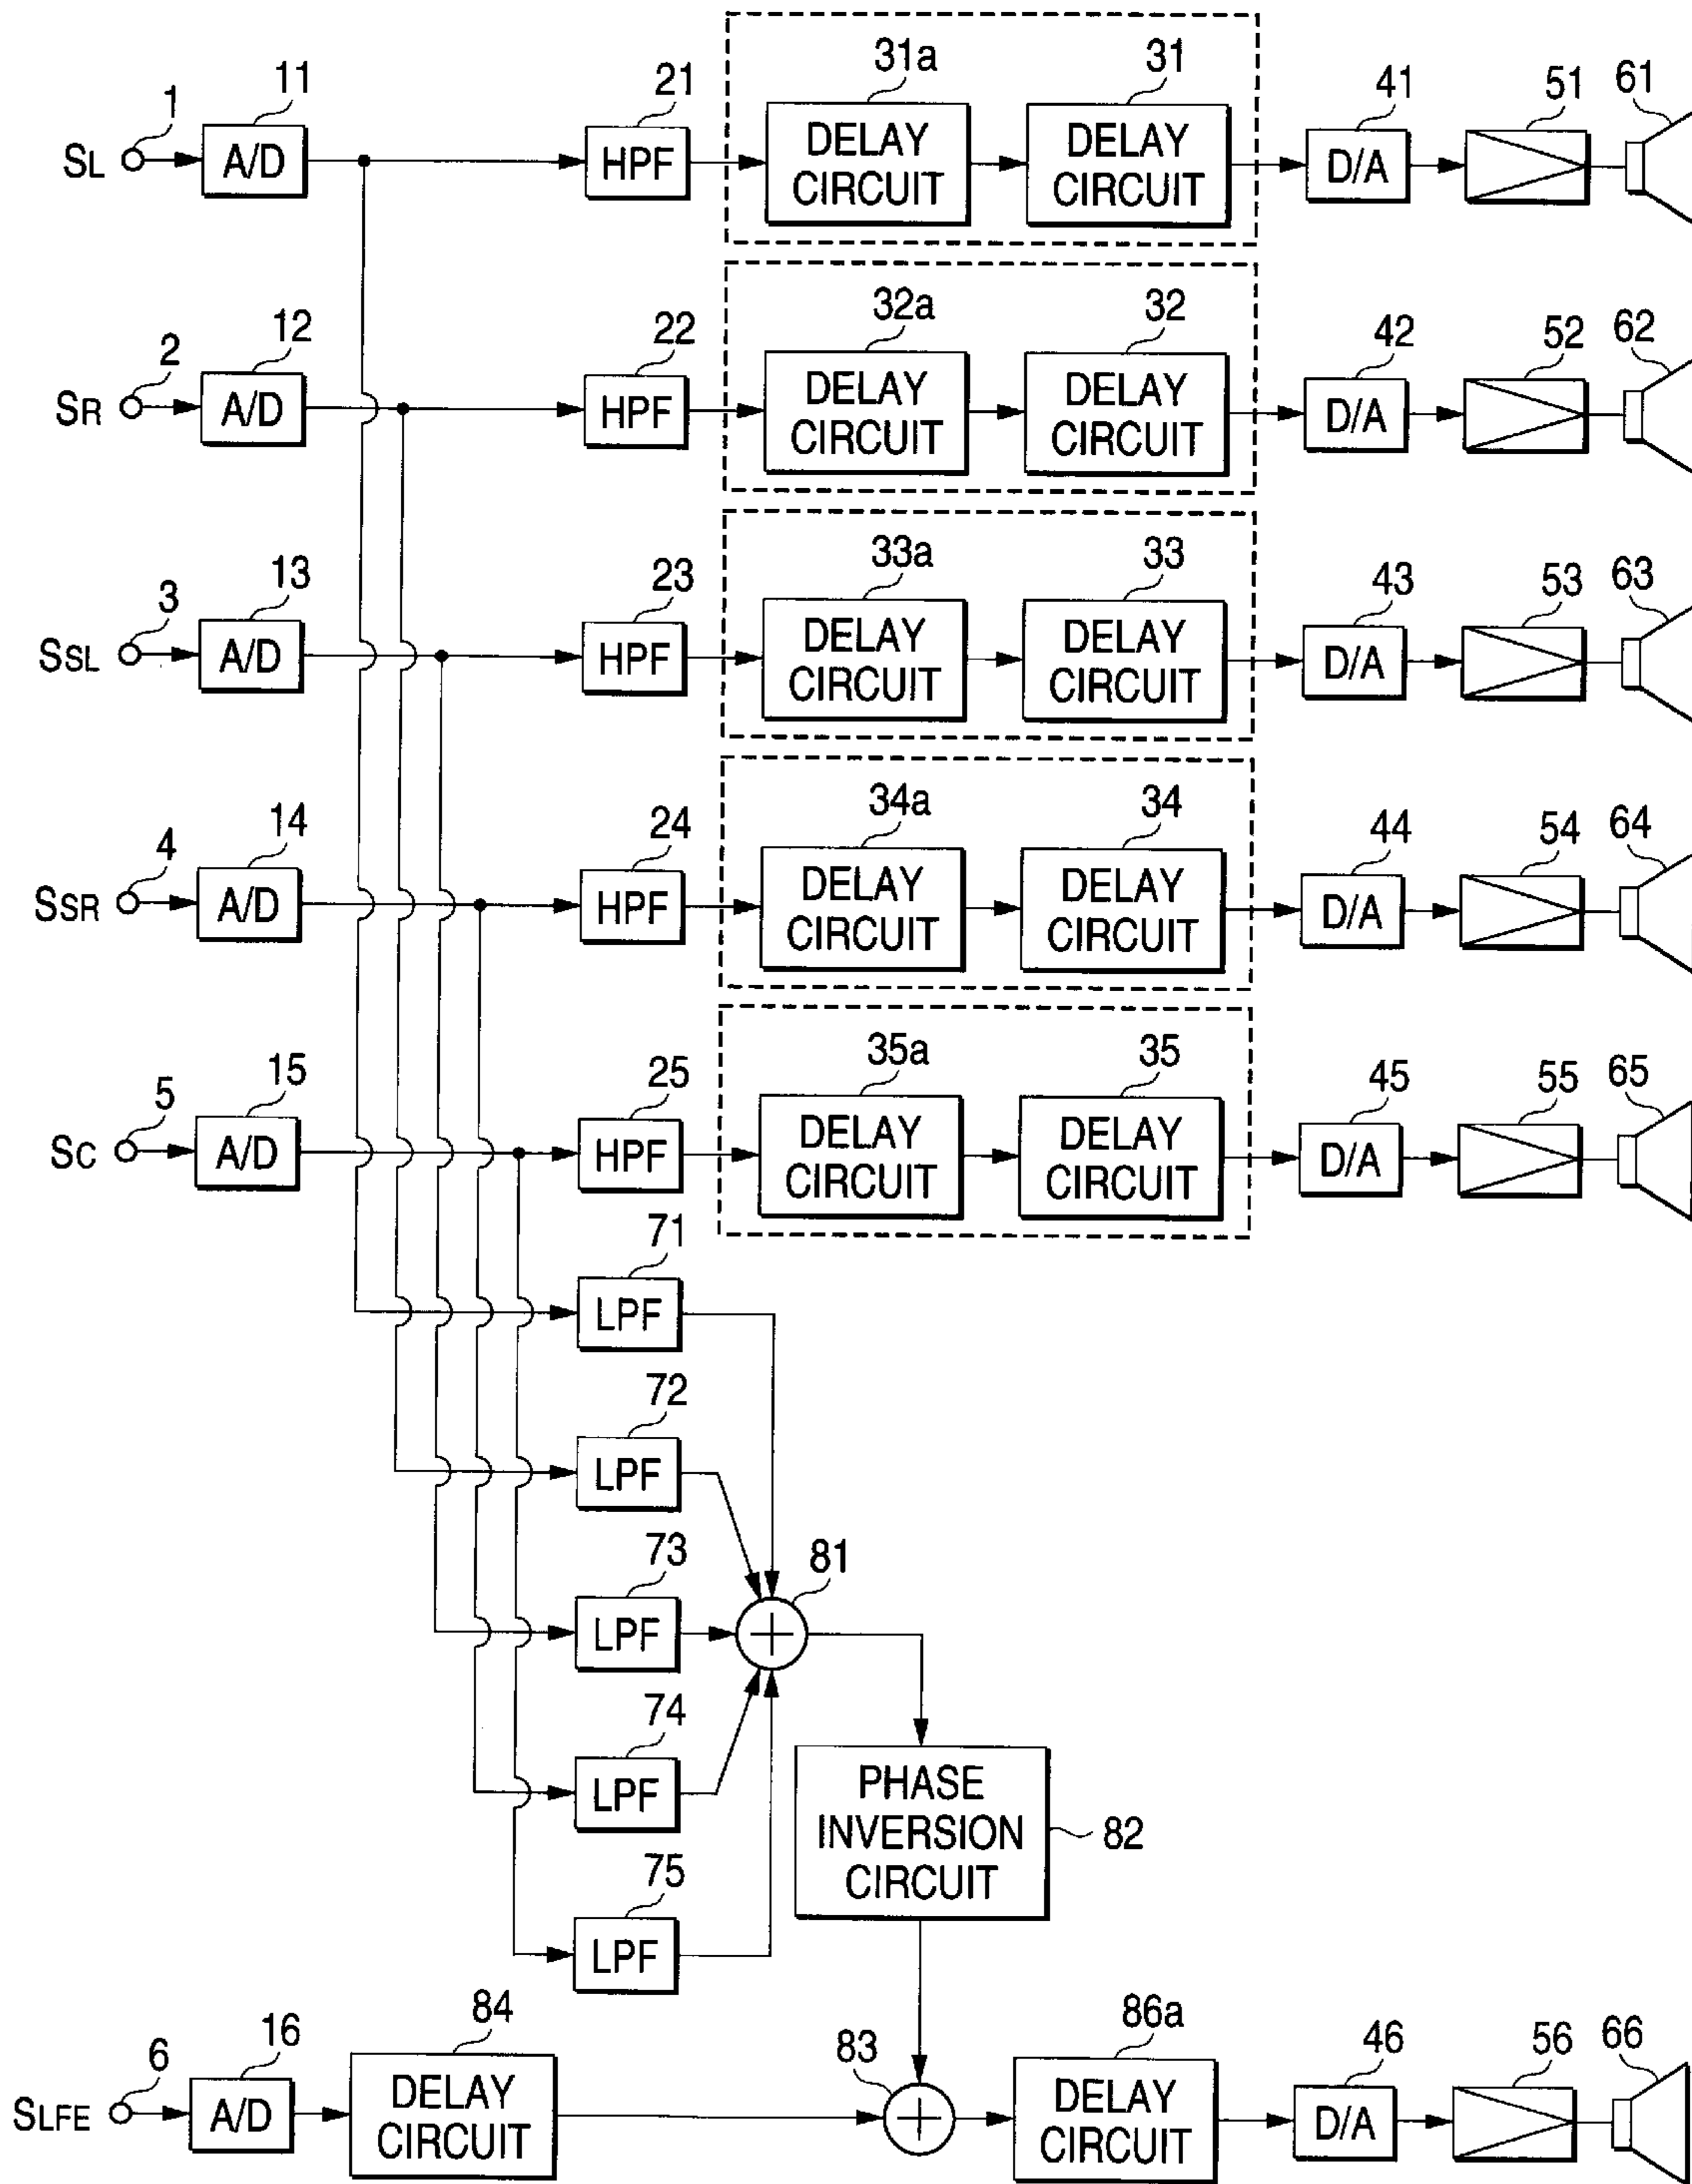 31a 31
1 11 21 41 51 61
SL A/D HPF DELAY CIRCUIT DELAY CIRCUIT D/A
32a 32
2 12 22 42 52 62
SR A/D HPF DELAY CIRCUIT DELAY CIRCUIT D/A
33a 33
3 13 23 43 53 63
SSL A/D HPF DELAY CIRCUIT DELAY CIRCUIT D/A
34a 34
4 14 24 44 54 64
SSR A/D HPF DELAY CIRCUIT DELAY CIRCUIT D/A
35a 35
5 15 25 45 55 65
SC A/D HPF DELAY CIRCUIT DELAY CIRCUIT D/A
71
LPF
72
LPF
73 81
LPF +
74
LPF
PHASE
INVERSION 82
CIRCUIT
75
LPF
6 16 84 83 86a 46 56 66
SLFE A/D DELAY CIRCUIT + DELAY CIRCUIT D/A